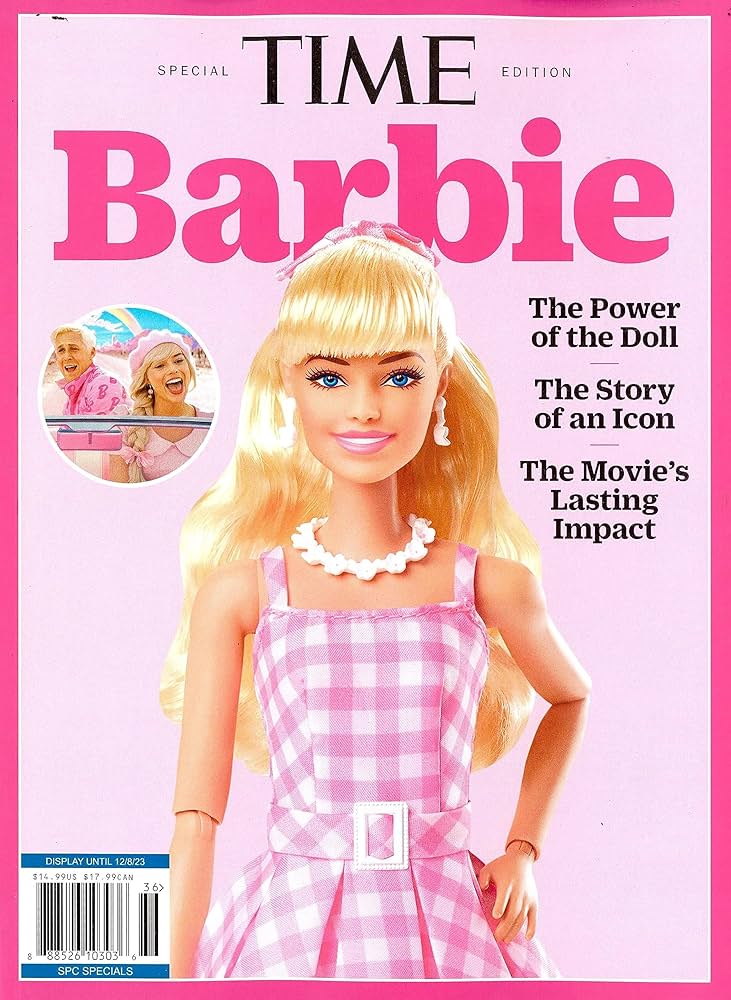 SPECIAL TIME EDITION
Barbie
The Power
of the Doll
The Story
of an Icon
The Movie's
Lasting
Impact
DISPLAY UNTIL 12/8/23
$14.99US $17.99CAN
36>
8 88526 10303 6
SPC SPECIALS